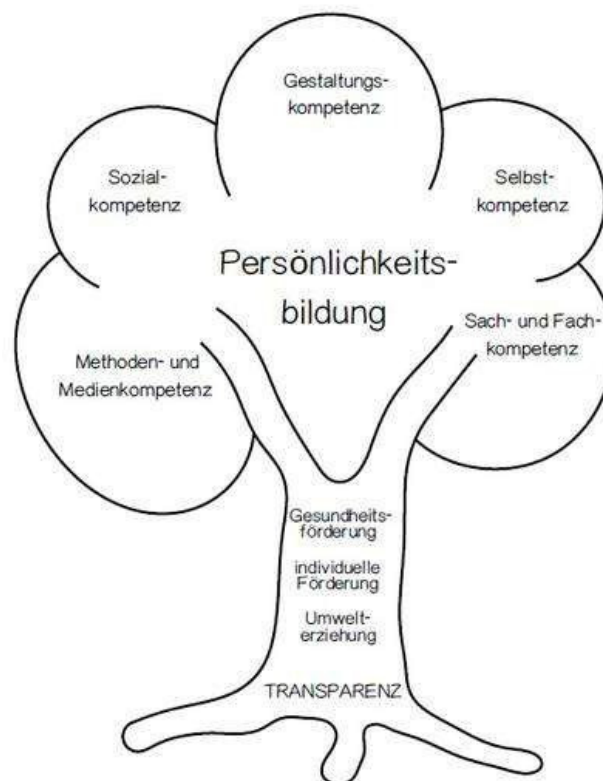 Gestaltungs-
kompetenz
Sozial-
kompetenz
Selbst-
kompetenz
Persönlichkeits-
bildung
Sach- und Fach-
kompetenz
Methoden- und
Medienkompetenz
Gesundheits-
förderung
individuelle
Förderung
Umwelt-
erziehung
TRANSPARENZ